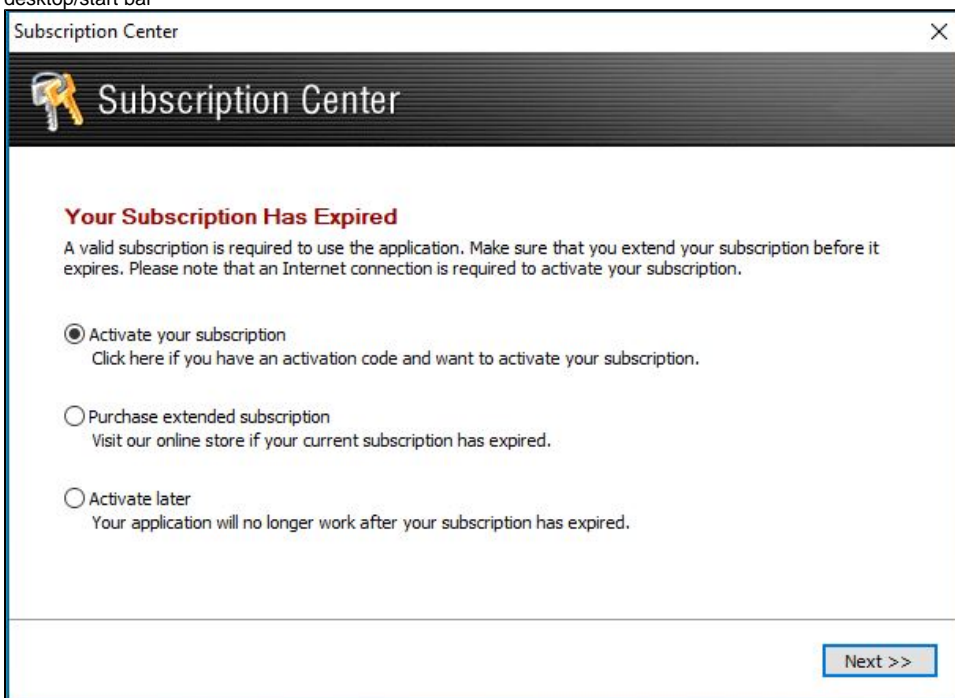 desktop/start bar
Subscription Center
Subscription Center
Your Subscription Has Expired
A valid subscription is required to use the application. Make sure that you extend your subscription before it
expires. Please note that an Internet connection is required to activate your subscription.
Activate your subscription
Click here if you have an activation code and want to activate your subscription.
Purchase extended subscription
Visit our online store if your current subscription has expired.
Activate later
Your application will no longer work after your subscription has expired.
Next >>